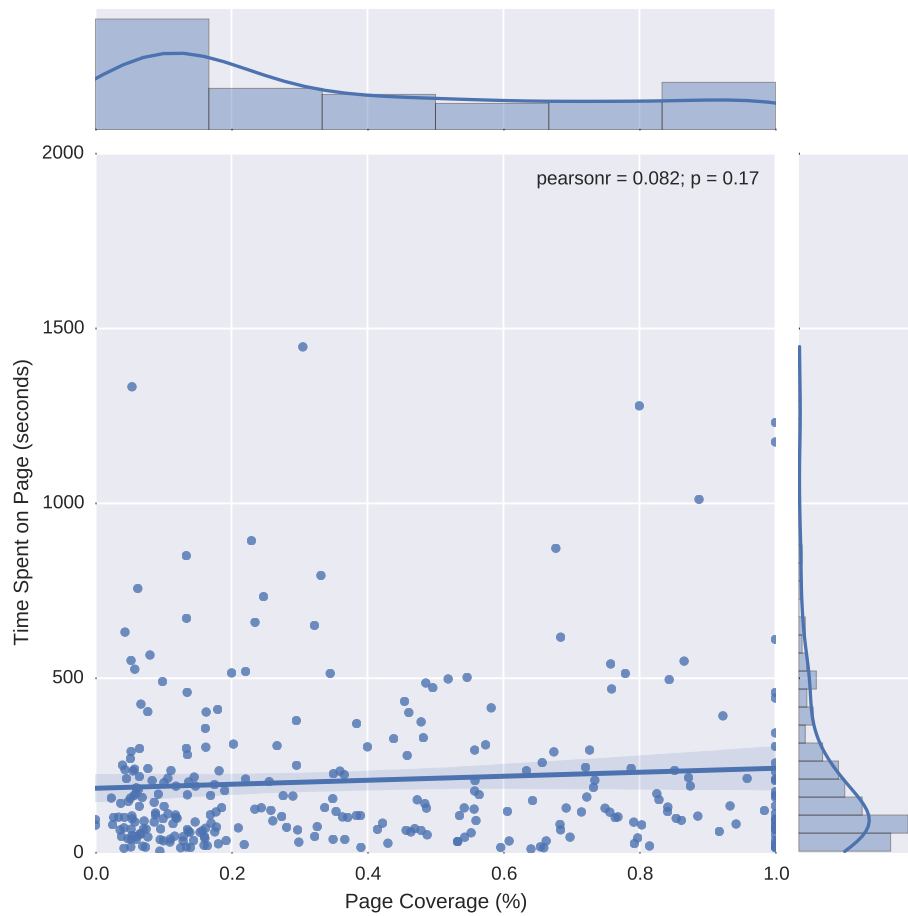 2000
pearsonr = 0.082; p = 0.17
1500
1000
500
0
Time Spent on Page (seconds)
0.0 0.2 0.4 0.6 0.8 1.0
Page Coverage (%)